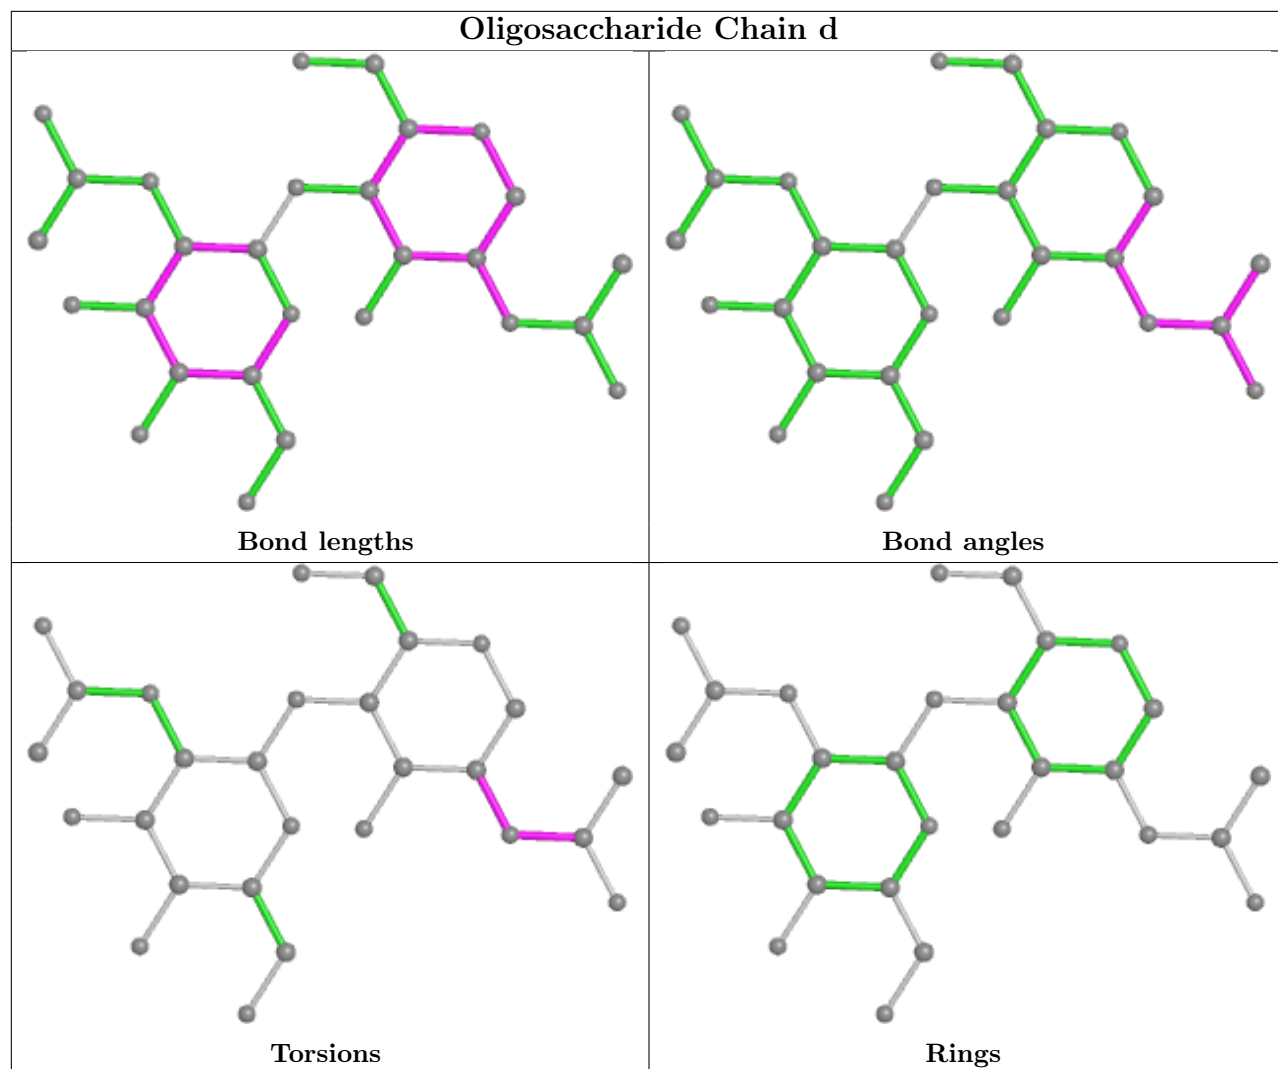 Oligosaccharide Chain d
Bond lengths
Bond angles
Torsions
Rings